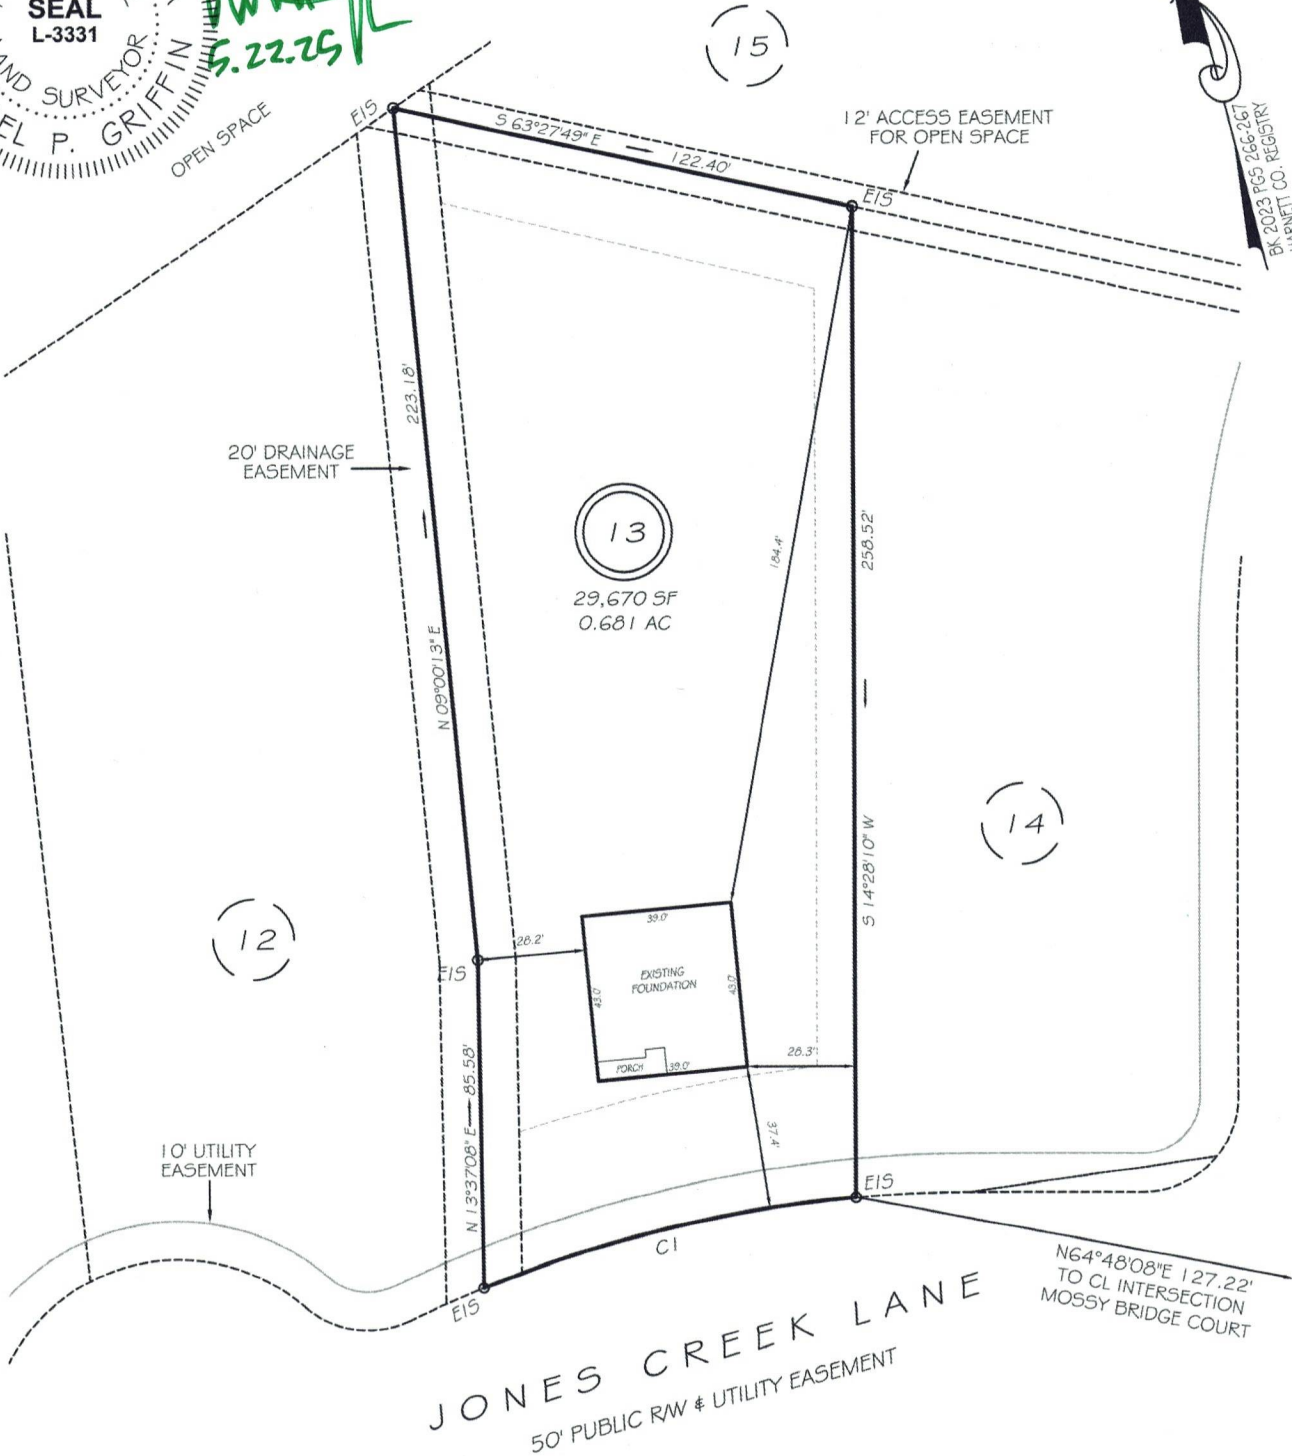 SEAL
L-3331
AND SURVEYOR
EL P. GRIFFIN
5.22.25
OPEN SPACE
15
BK 2023 PGS 266-267
HARNETT CO. REGISTRY
EIS
S 63°27'49" E
122.40'
12' ACCESS EASEMENT
FOR OPEN SPACE
EIS
223.18'
20' DRAINAGE
EASEMENT
N 09°00'13" E
13
29,670 SF
0.681 AC
184.4'
258.52'
S 14°28'10" W
14
12
EIS
28.2'
39.0'
EXISTING
FOUNDATION
43.0'
43.0'
PORCH
39.0'
28.3'
37.4'
N 13°37'08" E
85.58'
10' UTILITY
EASEMENT
EIS
C1
EIS
N64°48'08"E 127.22'
TO CL INTERSECTION
MOSSY BRIDGE COURT
JONES CREEK LANE
50' PUBLIC R/W & UTILITY EASEMENT